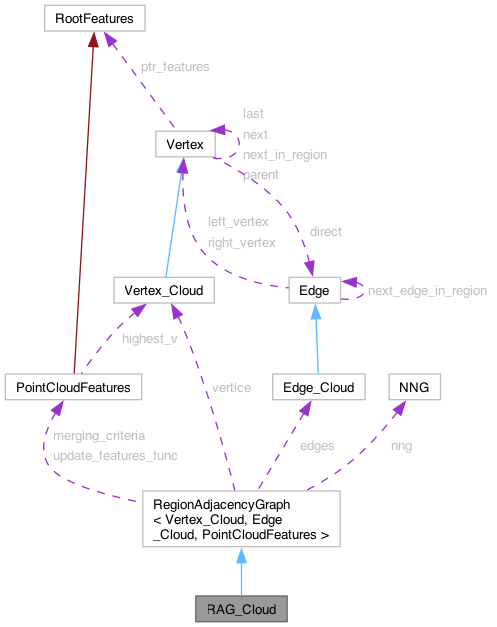 RootFeatures
ptr_features
last
Vertex
next
next_in_region
parent
left_vertex
right_vertex
direct
Vertex_Cloud
Edge
next_edge_in_region
highest_v
PointCloudFeatures
vertice
Edge_Cloud
NNG
merging_criteria
update_features_func
edges
nng
RegionAdjacencyGraph
< Vertex_Cloud, Edge
_Cloud, PointCloudFeatures >
RAG_Cloud